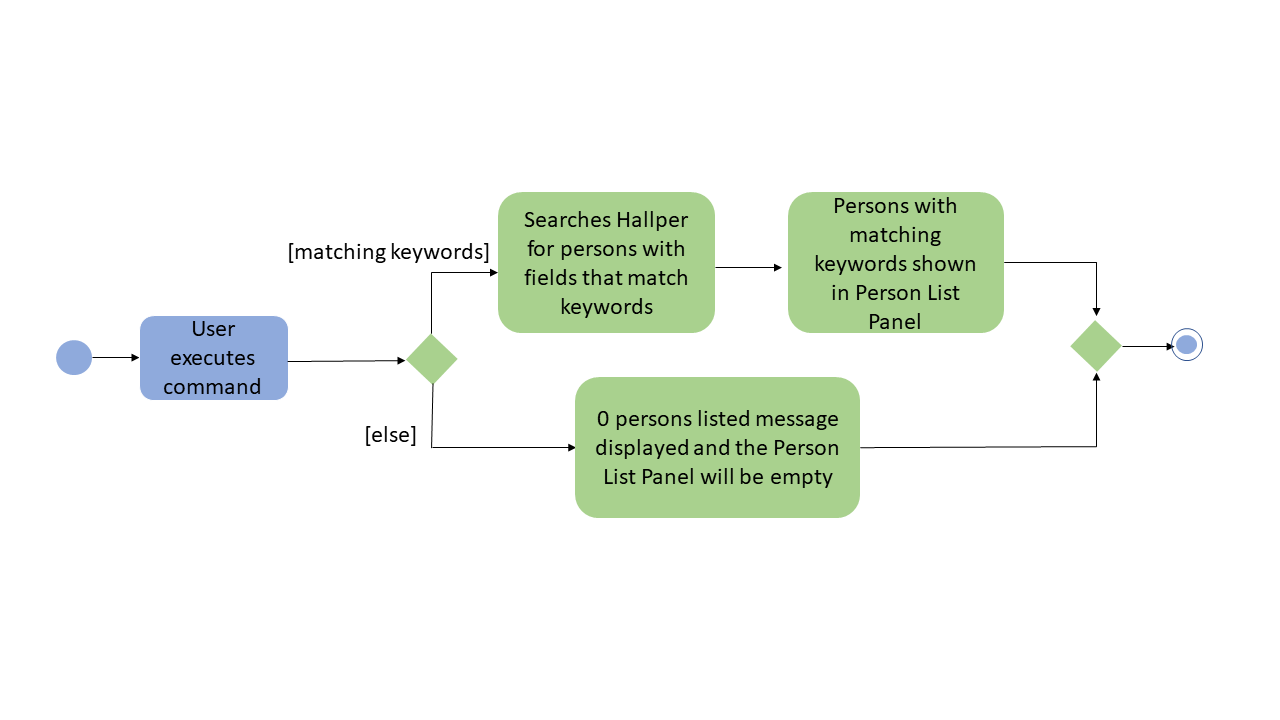 User
executes
command
[matching keywords]
Searches Hallper
for persons with
fields that match
keywords
Persons with
matching
keywords shown
in Person List
Panel
[else]
0 persons listed message
displayed and the Person
List Panel will be empty